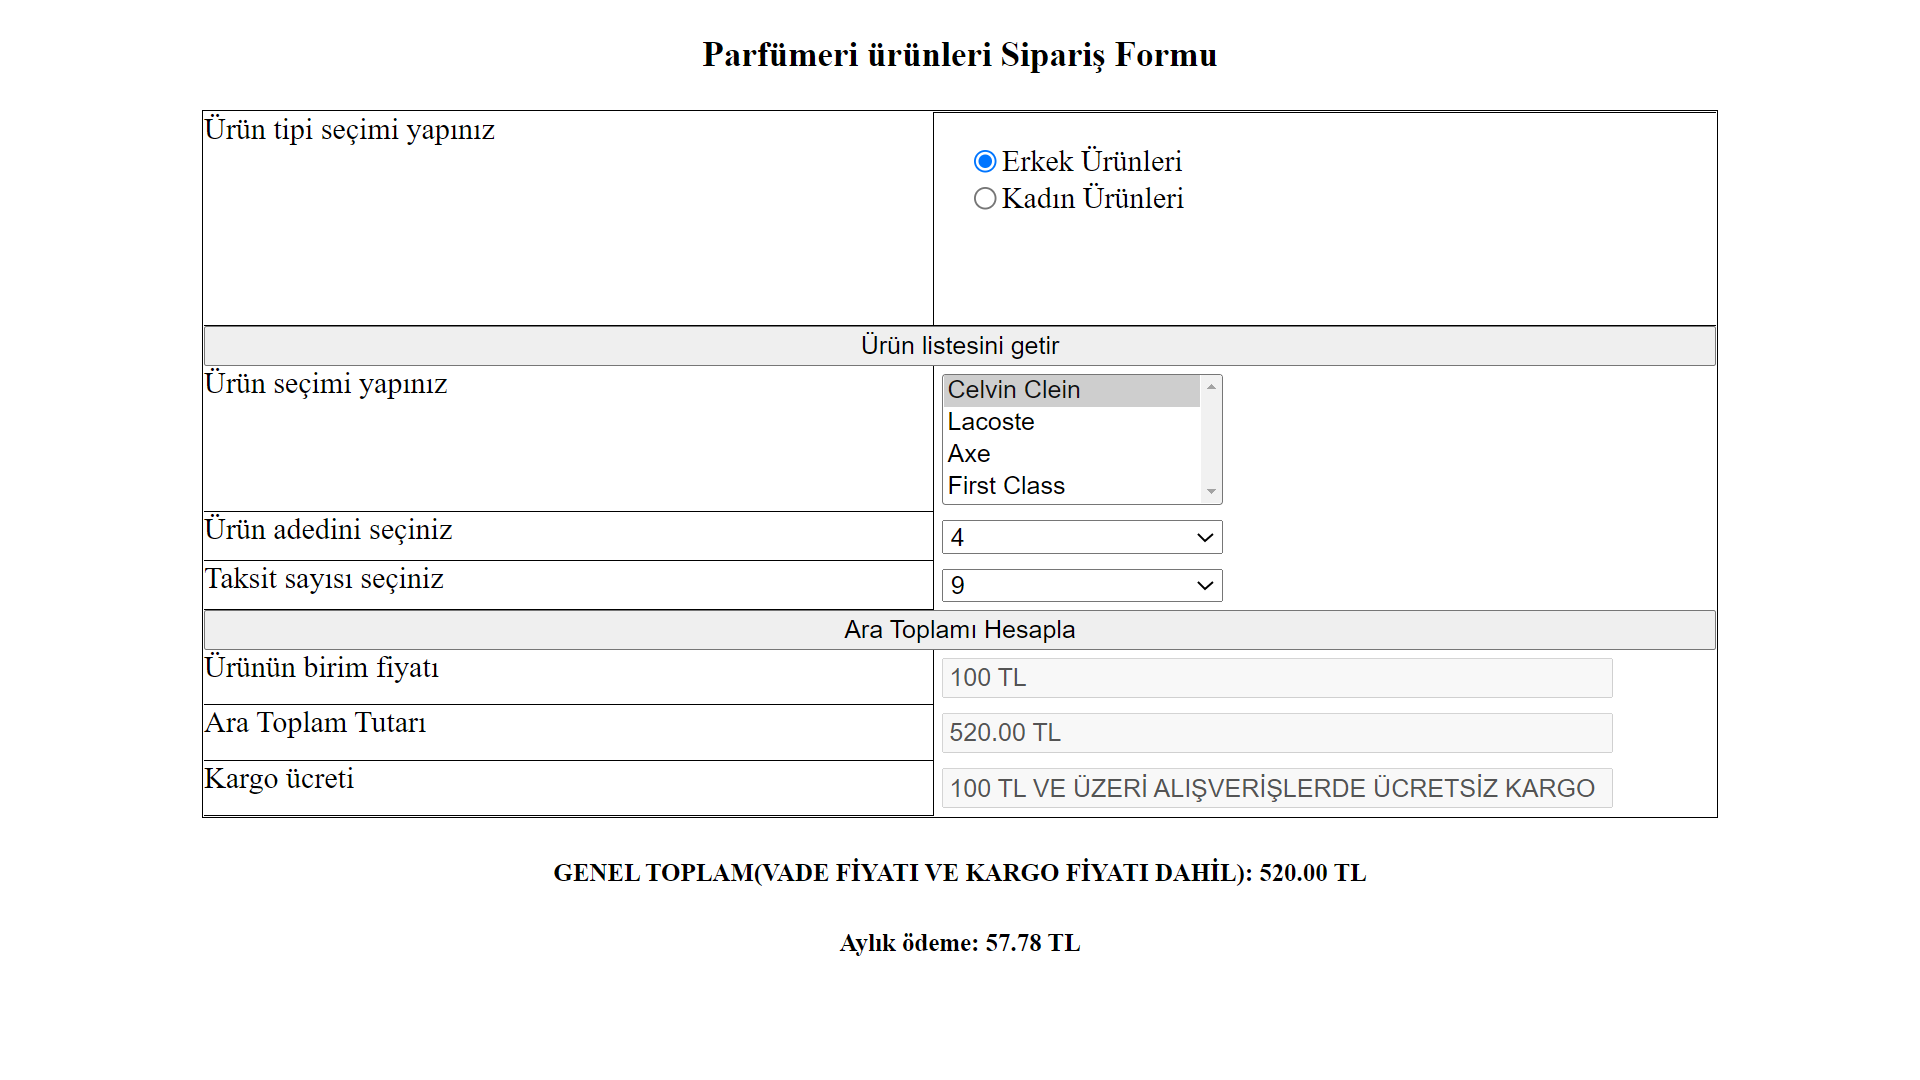 Parfümeri ürünleri Sipariş Formu
Ürün tipi seçimi yapınız
Erkek Ürünleri
Kadın Ürünleri
Ürün listesini getir
Ürün seçimi yapınız
Celvin Clein
Lacoste
Axe
First Class
Ürün adedini seçiniz
4
Taksit sayısı seçiniz
9
Ara Toplamı Hesapla
Ürünün birim fiyatı
100 TL
Ara Toplam Tutarı
520.00 TL
Kargo ücreti
100 TL VE ÜZERİ ALIŞVERİŞLERDE ÜCRETSİZ KARGO
GENEL TOPLAM(VADE FİYATI VE KARGO FİYATI DAHİL): 520.00 TL
Aylık ödeme: 57.78 TL